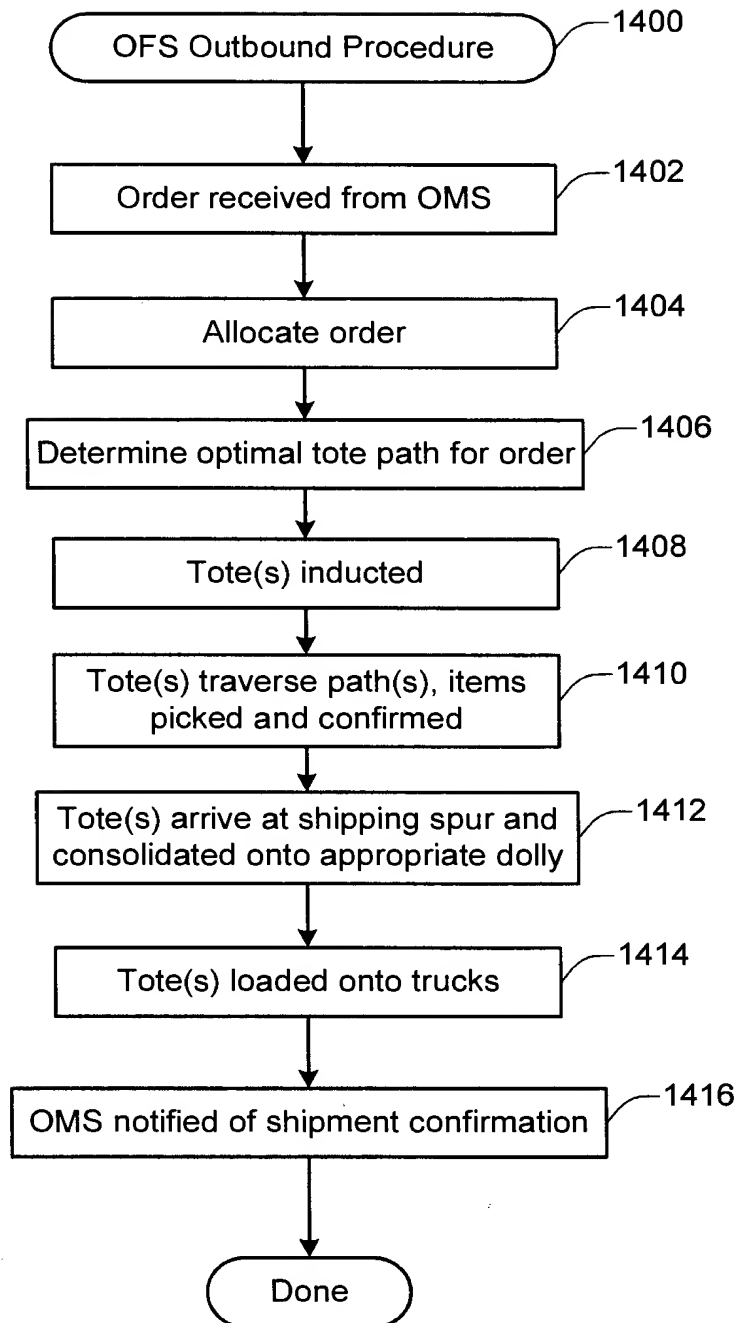 OFS Outbound Procedure
1400
Order received from OMS
1402
Allocate order
1404
Determine optimal tote path for order
1406
Tote(s) inducted
1408
Tote(s) traverse path(s), items
picked and confirmed
1410
Tote(s) arrive at shipping spur and
consolidated onto appropriate dolly
1412
Tote(s) loaded onto trucks
1414
OMS notified of shipment confirmation
1416
Done